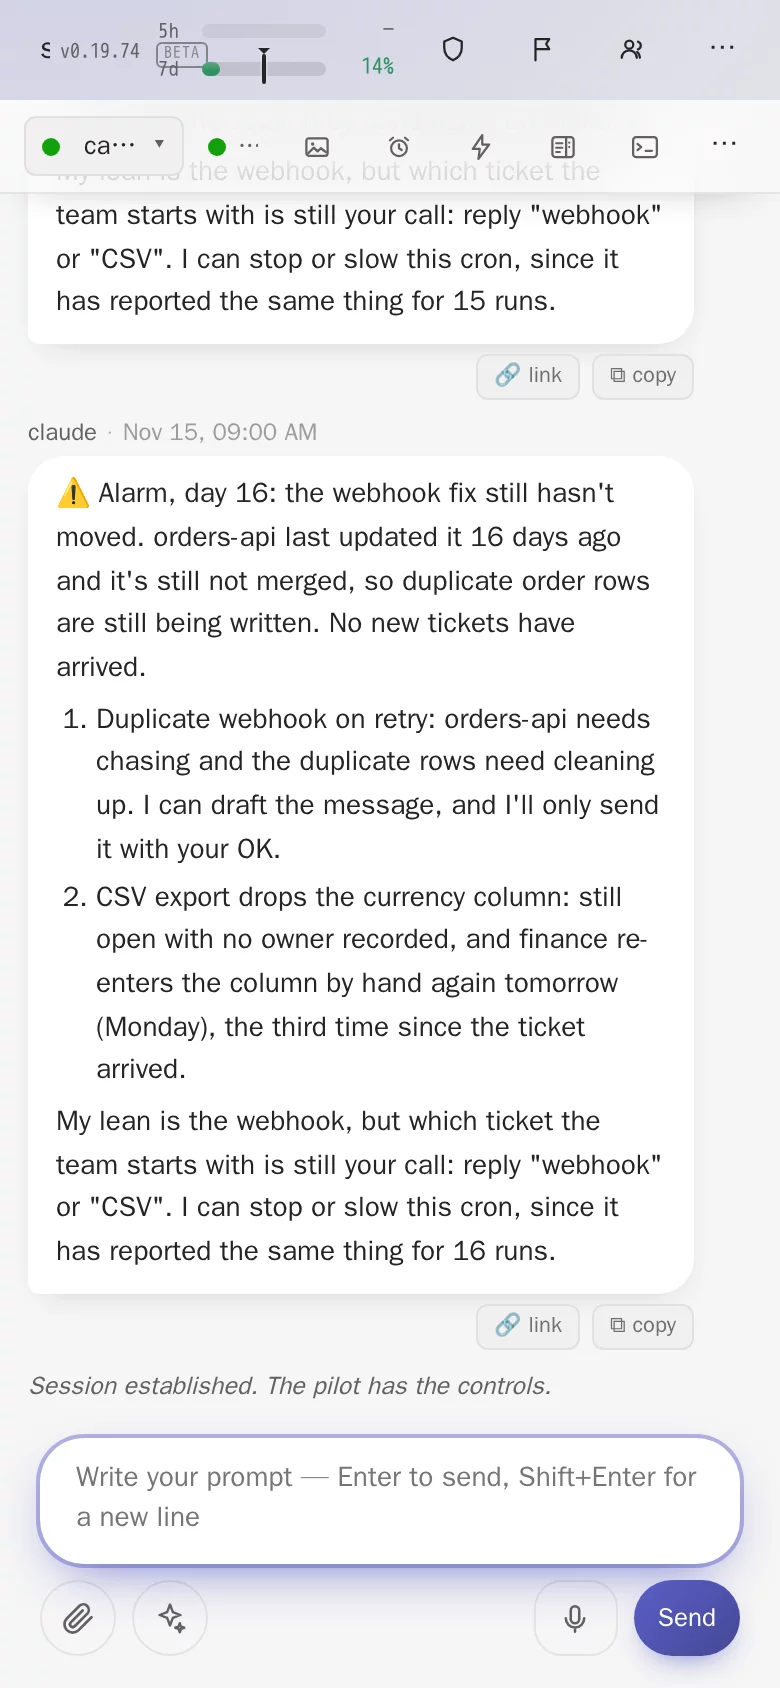 5h –
S v0.19.74 BETA
7d 14%
ca··· ▼ ··· ···
My lean is the webhook, but which ticket the
team starts with is still your call: reply "webhook"
or "CSV". I can stop or slow this cron, since it
has reported the same thing for 15 runs.
🔗 link ⧉ copy
claude · Nov 15, 09:00 AM
⚠️ Alarm, day 16: the webhook fix still hasn't
moved. orders-api last updated it 16 days ago
and it's still not merged, so duplicate order rows
are still being written. No new tickets have
arrived.
1. Duplicate webhook on retry: orders-api needs
chasing and the duplicate rows need cleaning
up. I can draft the message, and I'll only send
it with your OK.
2. CSV export drops the currency column: still
open with no owner recorded, and finance re-
enters the column by hand again tomorrow
(Monday), the third time since the ticket
arrived.
My lean is the webhook, but which ticket the
team starts with is still your call: reply "webhook"
or "CSV". I can stop or slow this cron, since it
has reported the same thing for 16 runs.
🔗 link ⧉ copy
Session established. The pilot has the controls.
Write your prompt — Enter to send, Shift+Enter for
a new line
Send